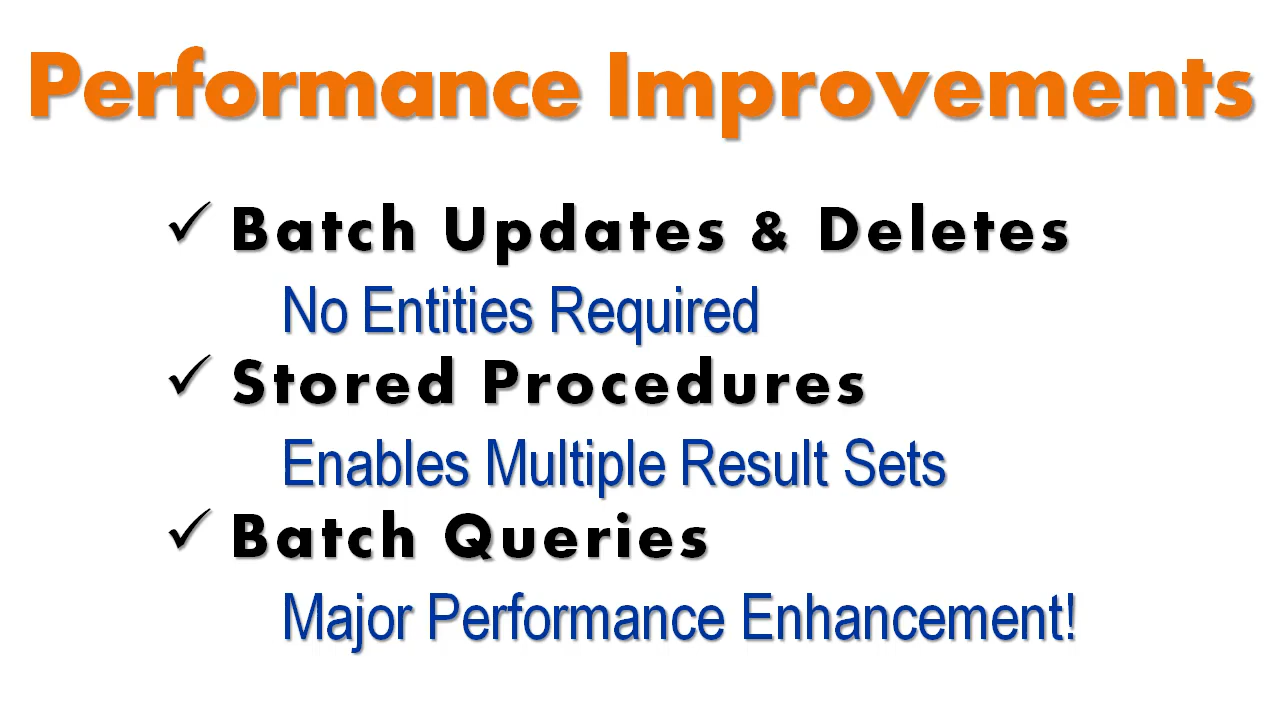 Performance Improvements
✓ Batch Updates & Deletes
No Entities Required
✓ Stored Procedures
Enables Multiple Result Sets
✓ Batch Queries
Major Performance Enhancement!